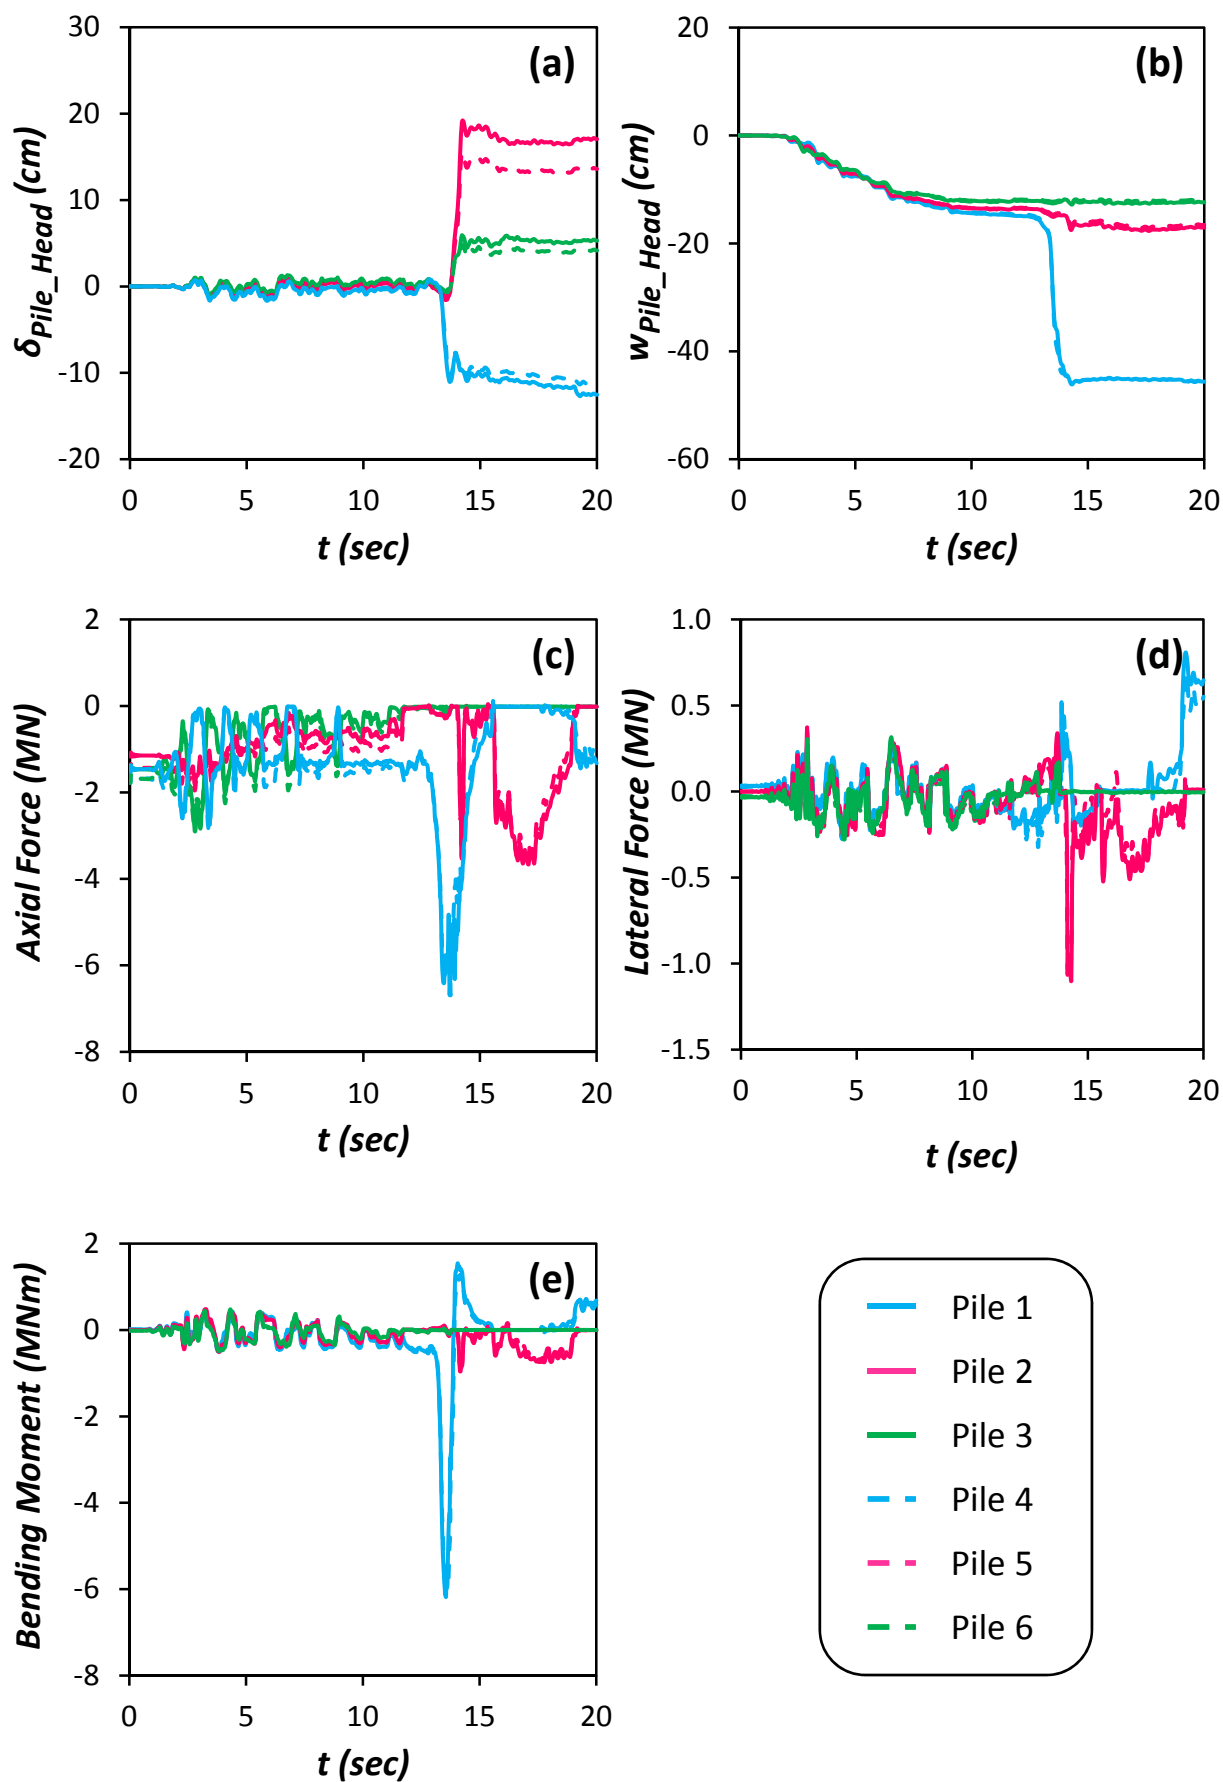 (a)
δPile_Head (cm)
30
20
10
0
-10
-20
0 5 10 15 20
t (sec)
(b)
wPile_Head (cm)
20
0
-20
-40
-60
0 5 10 15 20
t (sec)
(c)
Axial Force (MN)
2
0
-2
-4
-6
-8
0 5 10 15 20
t (sec)
(d)
Lateral Force (MN)
1.0
0.5
0.0
-0.5
-1.0
-1.5
0 5 10 15 20
t (sec)
(e)
Bending Moment (MNm)
2
0
-2
-4
-6
-8
0 5 10 15 20
t (sec)
Pile 1
Pile 2
Pile 3
Pile 4
Pile 5
Pile 6